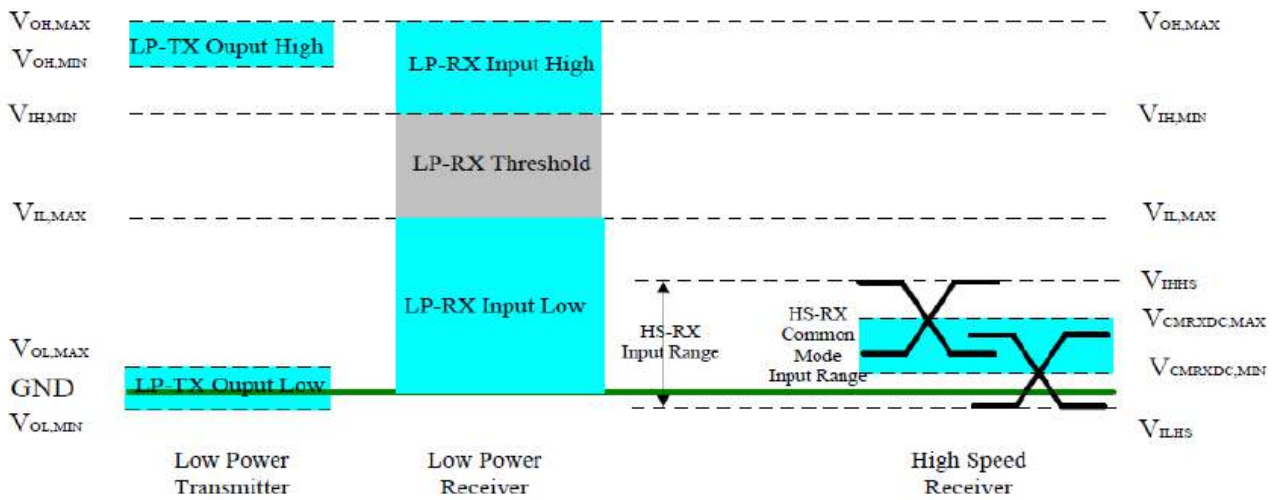 VOH,MAX
LP-TX Ouput High
VOH,MIN
LP-RX Input High
VOH,MAX
VIH,MIN
VIH,MIN
LP-RX Threshold
VIL,MAX
VIL,MAX
LP-RX Input Low
VIHHS
HS-RX
Input Range
HS-RX
Common
Mode
Input Range
VCMRXDC,MAX
VCMRXDC,MIN
VOL,MAX
GND
LP-TX Ouput Low
VOL,MIN
VILHS
Low Power
Transmitter
Low Power
Receiver
High Speed
Receiver